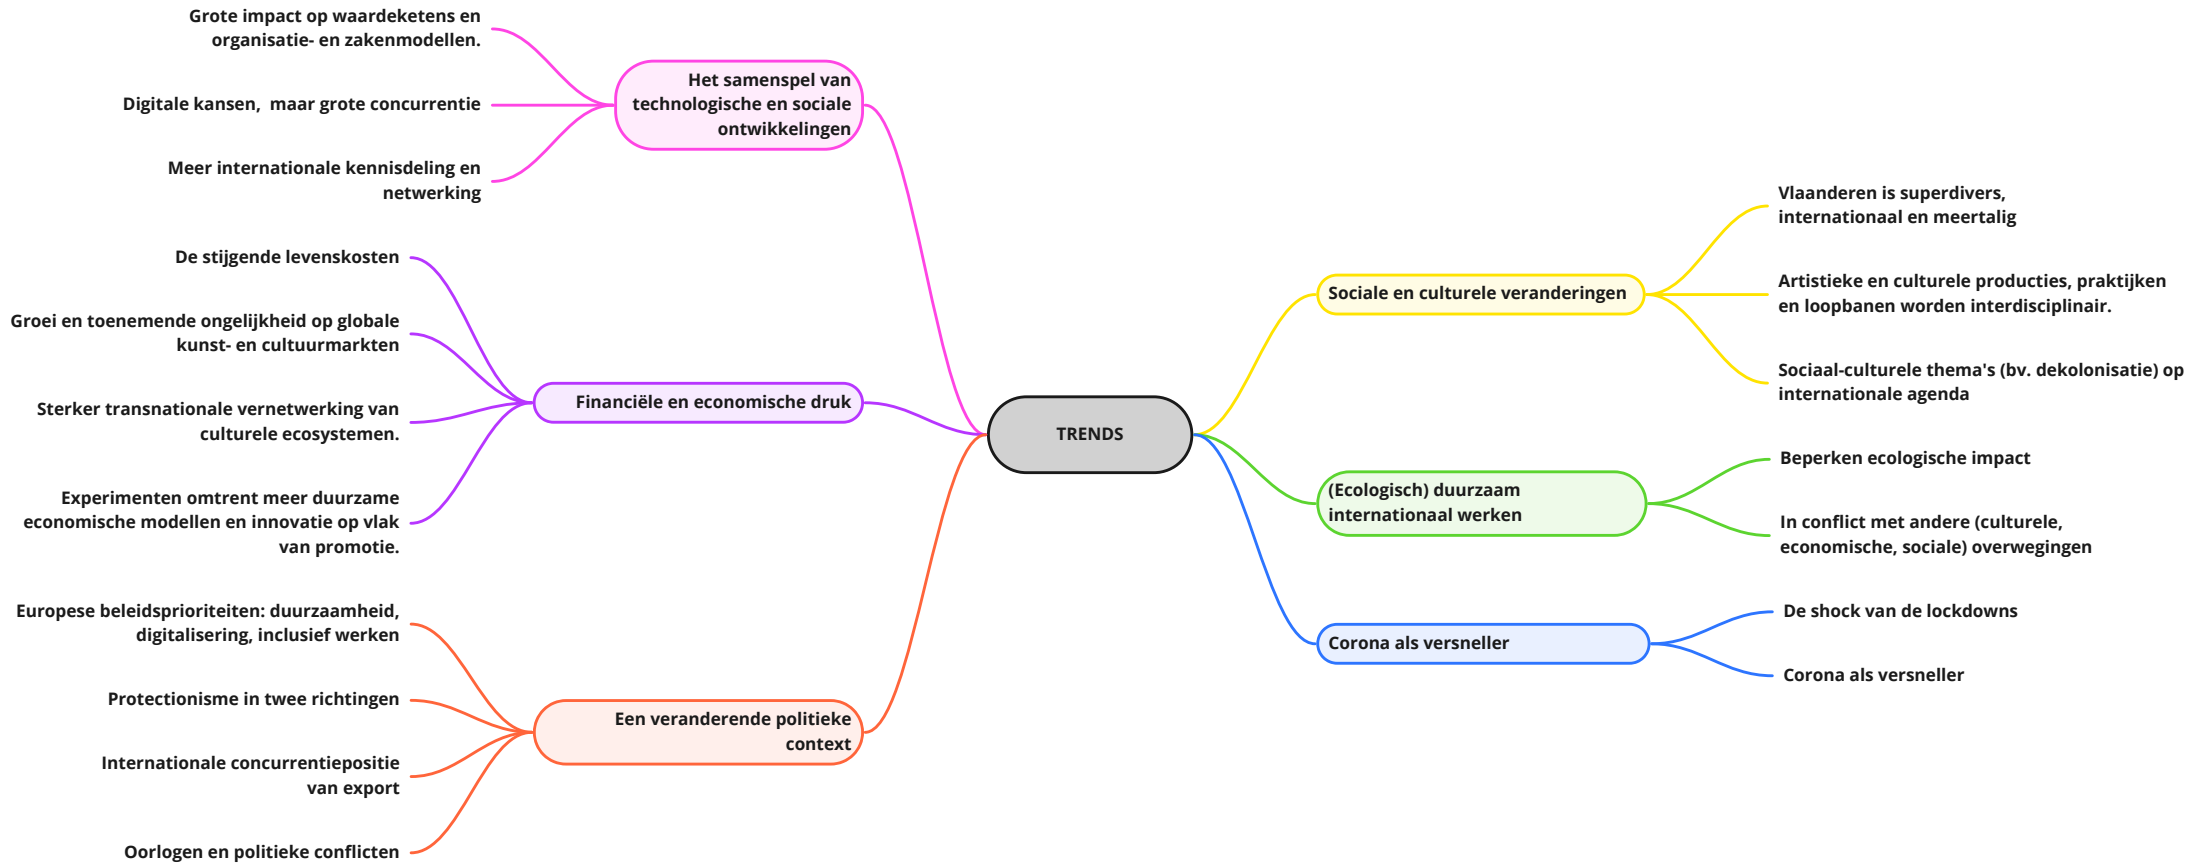 Grote impact op waardeketens en
organisatie- en zakenmodellen.
Digitale kansen,  maar grote concurrentie
Meer internationale kennisdeling en
netwerking
Het samenspel van
technologische en sociale
ontwikkelingen
De stijgende levenskosten
Groei en toenemende ongelijkheid op globale
kunst- en cultuurmarkten
Sterker transnationale vernetwerking van
culturele ecosystemen.
Experimenten omtrent meer duurzame
economische modellen en innovatie op vlak
van promotie.
Financiële en economische druk
Europese beleidsprioriteiten: duurzaamheid,
digitalisering, inclusief werken
Protectionisme in twee richtingen
Internationale concurrentiepositie
van export
Oorlogen en politieke conflicten
Een veranderende politieke
context
TRENDS
Sociale en culturele veranderingen
Vlaanderen is superdivers,
internationaal en meertalig
Artistieke en culturele producties, praktijken
en loopbanen worden interdisciplinair.
Sociaal-culturele thema's (bv. dekolonisatie) op
internationale agenda
(Ecologisch) duurzaam
internationaal werken
Beperken ecologische impact
In conflict met andere (culturele,
economische, sociale) overwegingen
Corona als versneller
De shock van de lockdowns
Corona als versneller